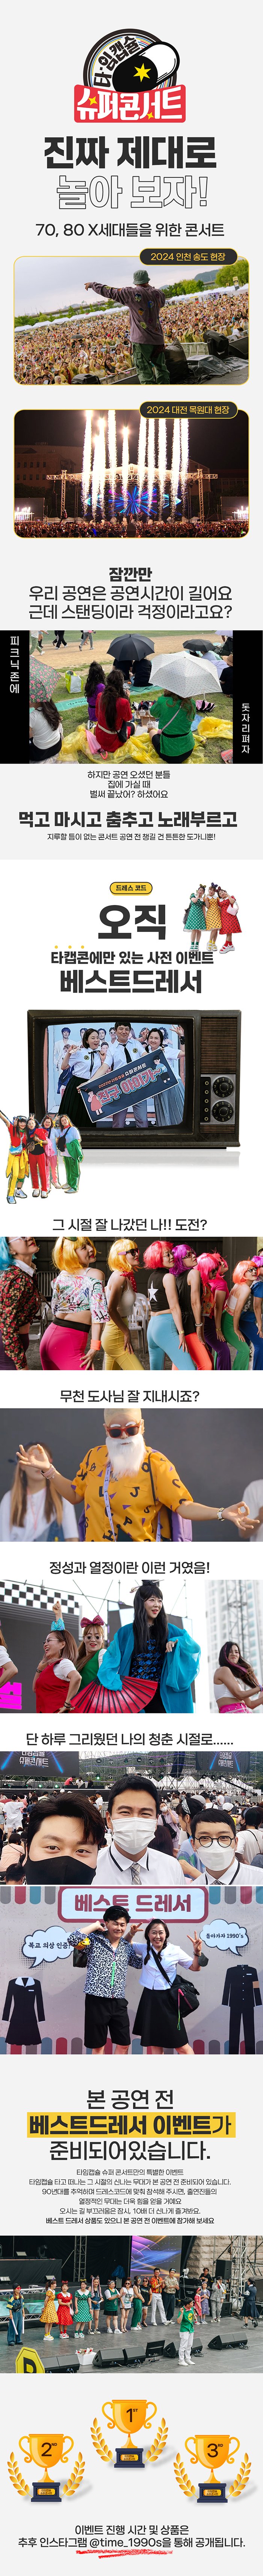 타·임캡슐
슈퍼콘서트
진짜 제대로
놀아 보자!
70, 80 X세대들을 위한 콘서트
2024 인천 송도 현장
2024 대전 목원대 현장
잠깐만
우리 공연은 공연시간이 길어요
근데 스탠딩이라 걱정이라고요?
피크닉존에
돗자리펴자
하지만 공연 오셨던 분들
집에 가실 때
벌써 끝났어? 하셨어요
먹고 마시고 춤추고 노래부르고
지루할 틈이 없는 콘서트 공연 전 챙길 건 튼튼한 도가니뿐!
드레스 코드
오직
타캡콘에만 있는 사전 이벤트
베스트드레서
친구 이야기~
그 시절 잘 나갔던 나!! 도전?
무천 도사님 잘 지내시죠?
정성과 열정이란 이런 거였음!
단 하루 그리웠던 나의 청춘 시절로......
타임캡슐
슈퍼콘서트
베스트 드레서
복고 의상 인증!
돌아가자 1990's
본 공연 전
베스트드레서 이벤트가
준비되어있습니다.
타임캡슐 슈퍼 콘서트만의 특별한 이벤트
타임캡슐 타고 떠나는 그 시절의 신나는 무대가 본 공연 전 준비되어 있습니다.
90년대를 추억하며 드레스코드에 맞춰 참석해 주시면, 출연진들의
열정적인 무대는 더욱 힘을 얻을 거예요
오시는 길 부끄러움은 잠시, 10배 더 신나게 즐겨봐요.
베스트 드레서 상품도 있으니 본 공연 전 이벤트에 참가해 보세요
1ST
2ND
3RD
이벤트 진행 시간 및 상품은
추후 인스타그램 @time_1990s을 통해 공개됩니다.